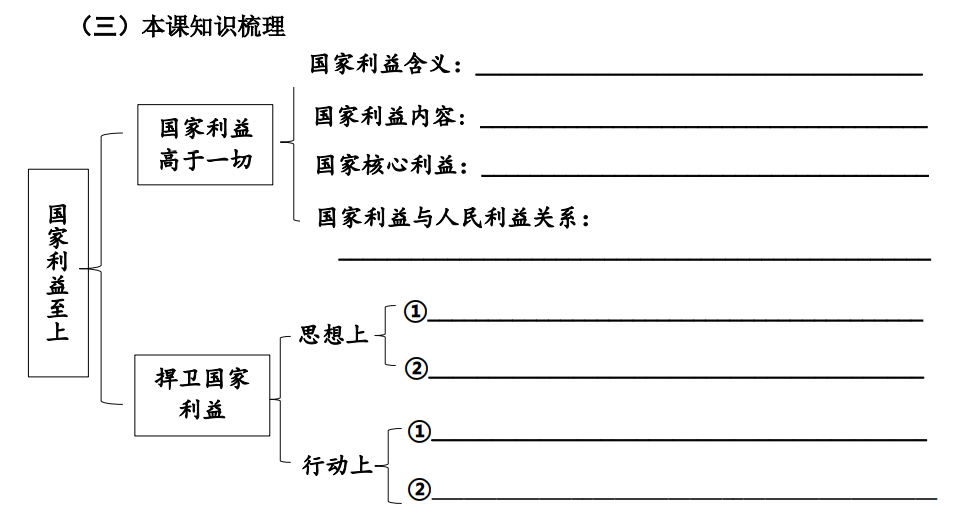 （三）本课知识梳理
国家利益含义：
国家利益
高于一切
国家利益内容：
国家核心利益：
国家利益与人民利益关系：
国家利益至上
思想上
①
②
捍卫国家
利益
行动上
①
②